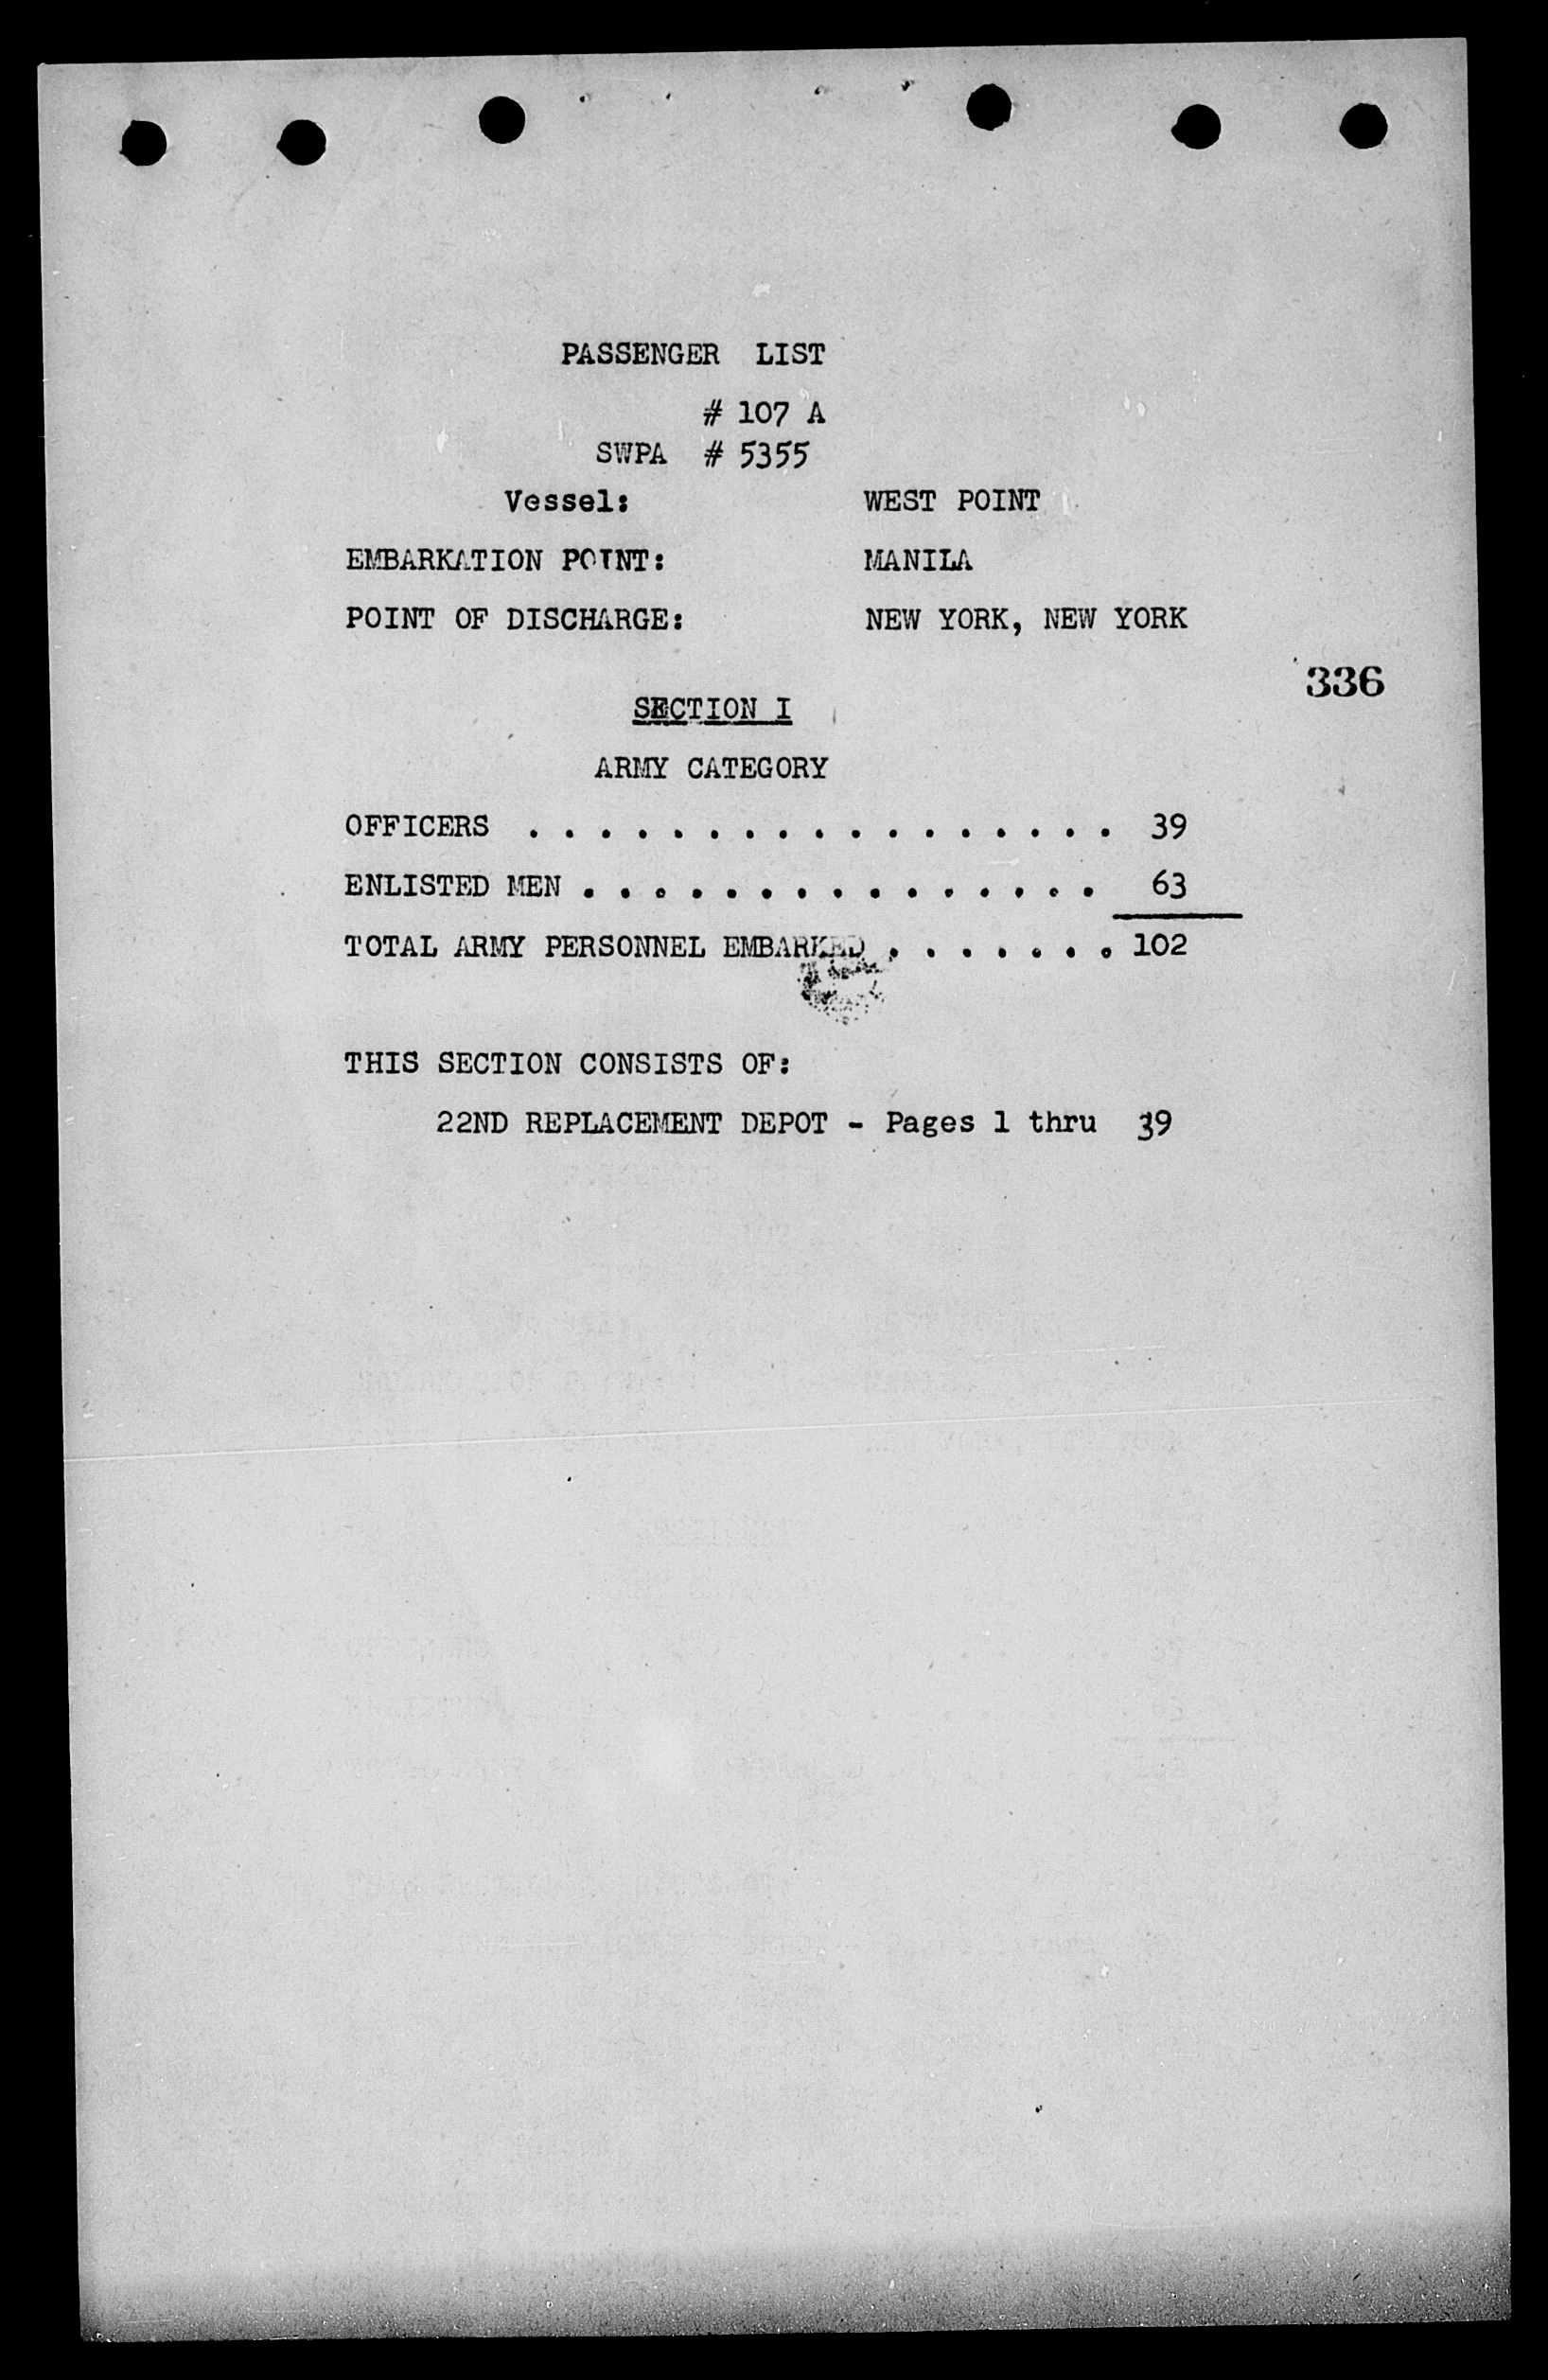 PASSENGER LIST
# 107 A
SWPA # 5355
Vessel: WEST POINT
EMBARKATION POINT: MANILA
POINT OF DISCHARGE: NEW YORK, NEW YORK
336
SECTION I
ARMY CATEGORY
OFFICERS . . . . . . . . . . . . . . . . . 39
ENLISTED MEN . . . . . . . . . . . . . . . 63
TOTAL ARMY PERSONNEL EMBARKED . . . . . . . 102
THIS SECTION CONSISTS OF:
22ND REPLACEMENT DEPOT - Pages 1 thru 39